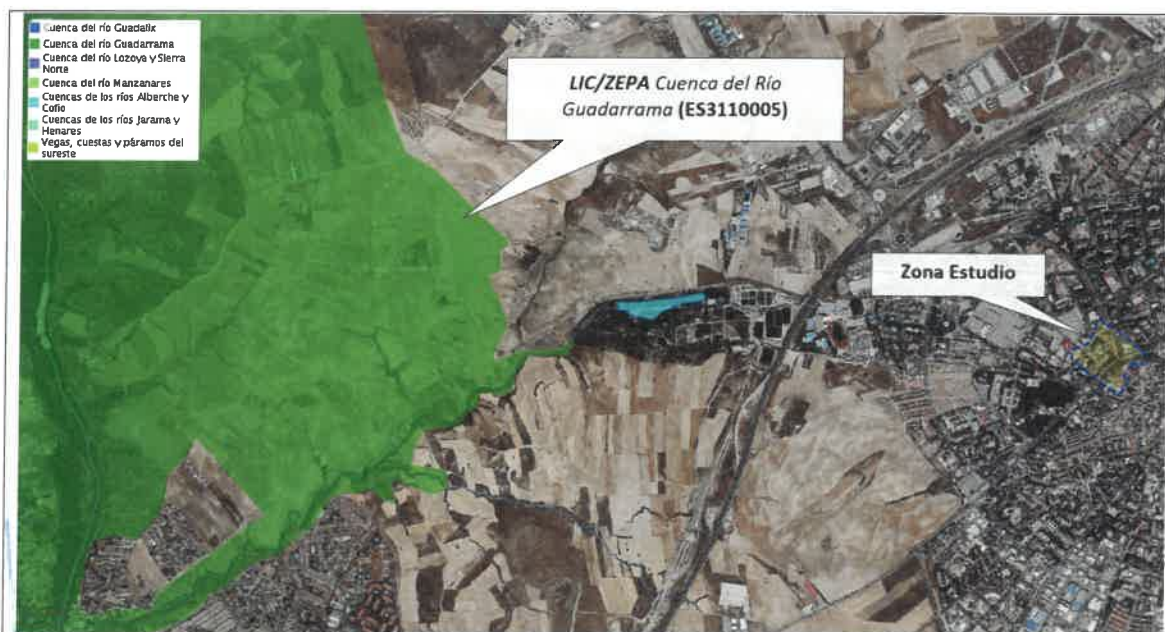 Cuenca del río Guadalix
Cuenca del río Guadarrama
Cuenca del río Lozoya y Sierra
Norte
Cuenca del río Manzanares
Cuencas de los ríos Alberche y
Cofio
Cuencas de los ríos Jarama y
Henares
Vegas, cuestas y páramos del
sureste
LIC/ZEPA Cuenca del Río
Guadarrama (ES3110005)
Zona Estudio